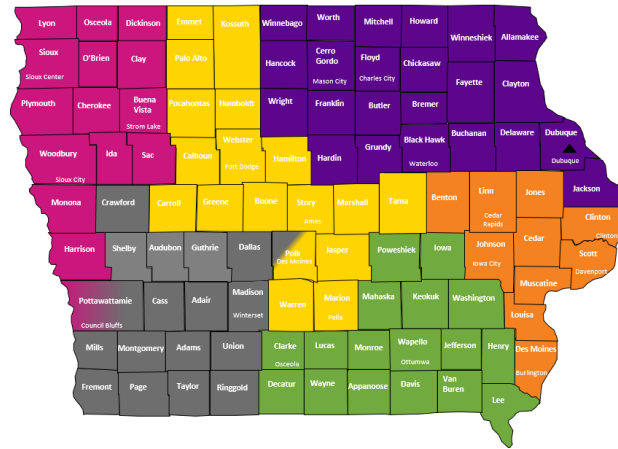 Lyon
Osceola
Dickinson
Emmet
Kossuth
Winnebago
Worth
Mitchell
Howard
Winneshiek
Allamakee
Sioux
Sioux Center
O'Brien
Clay
Palo Alto
Hancock
Cerro
Gordo
Mason City
Floyd
Charles City
Chickasaw
Fayette
Clayton
Plymouth
Cherokee
Buena
Vista
Strom Lake
Pocahontas
Humboldt
Wright
Franklin
Butler
Bremer
Woodbury
Sioux City
Ida
Sac
Calhoun
Webster
Fort Dodge
Hamilton
Hardin
Grundy
Black Hawk
Waterloo
Buchanan
Delaware
Dubuque
Dubuque
Jackson
Monona
Crawford
Carroll
Greene
Boone
Story
Ames
Marshall
Tama
Benton
Linn
Cedar
Rapids
Jones
Clinton
Clinton
Harrison
Shelby
Audubon
Guthrie
Dallas
Polk
Des Moines
Jasper
Poweshiek
Iowa
Johnson
Iowa City
Cedar
Scott
Davenport
Muscatine
Pottawattamie
Council Bluffs
Cass
Adair
Madison
Winterset
Warren
Marion
Pella
Mahaska
Keokuk
Washington
Louisa
Mills
Montgomery
Adams
Union
Clarke
Osceola
Lucas
Monroe
Wapello
Ottumwa
Jefferson
Henry
Des Moines
Burlington
Fremont
Page
Taylor
Ringgold
Decatur
Wayne
Appanoose
Davis
Van
Buren
Lee